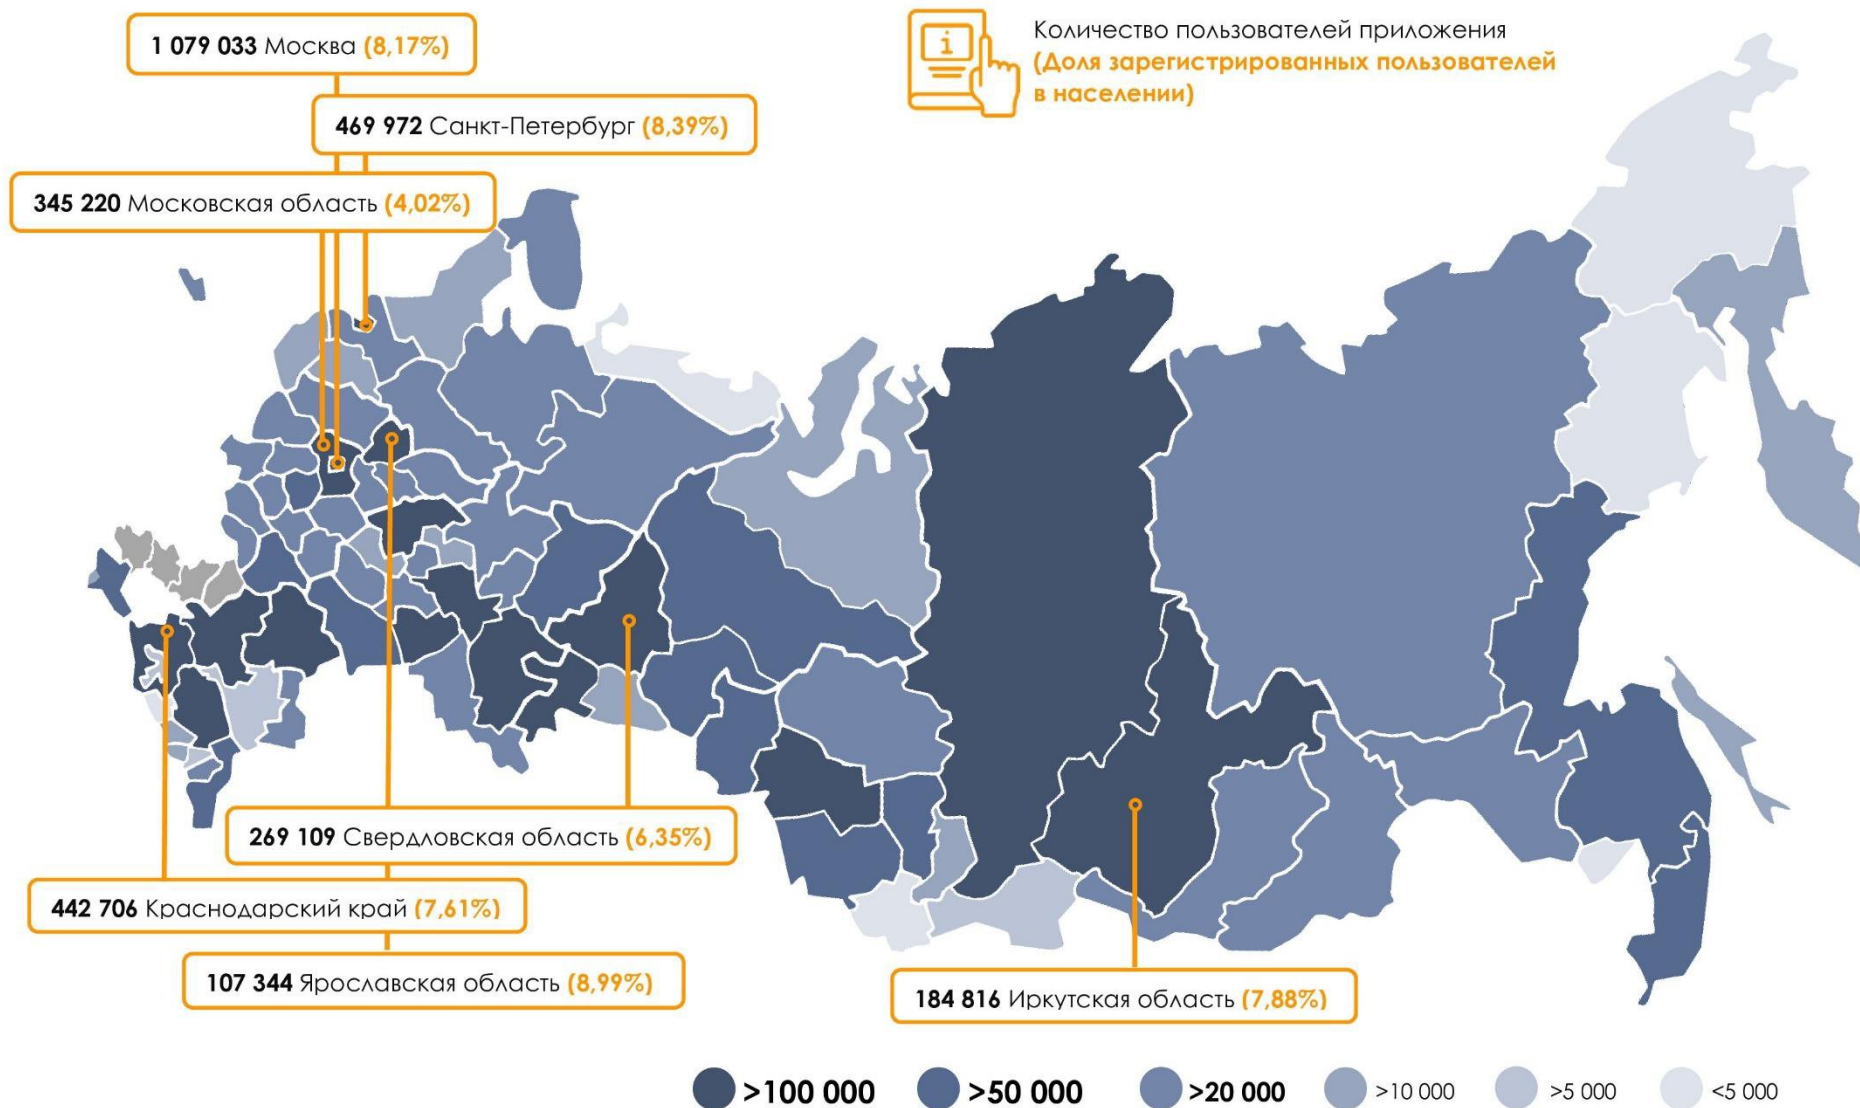 1 079 033 Москва (8,17%)
Количество пользователей приложения
(Доля зарегистрированных пользователей
в населении)
i
469 972 Санкт-Петербург (8,39%)
345 220 Московская область (4,02%)
269 109 Свердловская область (6,35%)
442 706 Краснодарский край (7,61%)
107 344 Ярославская область (8,99%)
184 816 Иркутская область (7,88%)
>100 000 >50 000 >20 000 >10 000 >5 000 <5 000